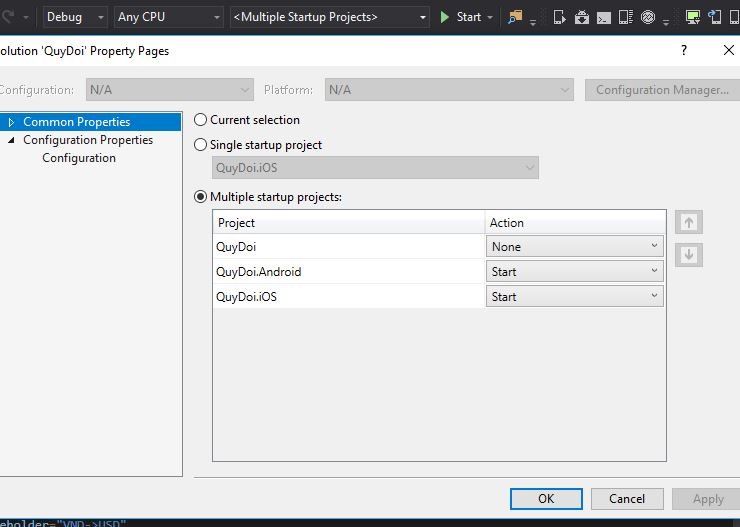 Debug Any CPU <Multiple Startup Projects> Start
olution 'QuyDoi' Property Pages ?
Configuration: N/A Platform: N/A Configuration Manager...
Common Properties
Configuration Properties
Configuration
Current selection
Single startup project
QuyDoi.iOS
Multiple startup projects:
Project Action
QuyDoi None
QuyDoi.Android Start
QuyDoi.iOS Start
OK Cancel Apply
eholder="VND->USD"